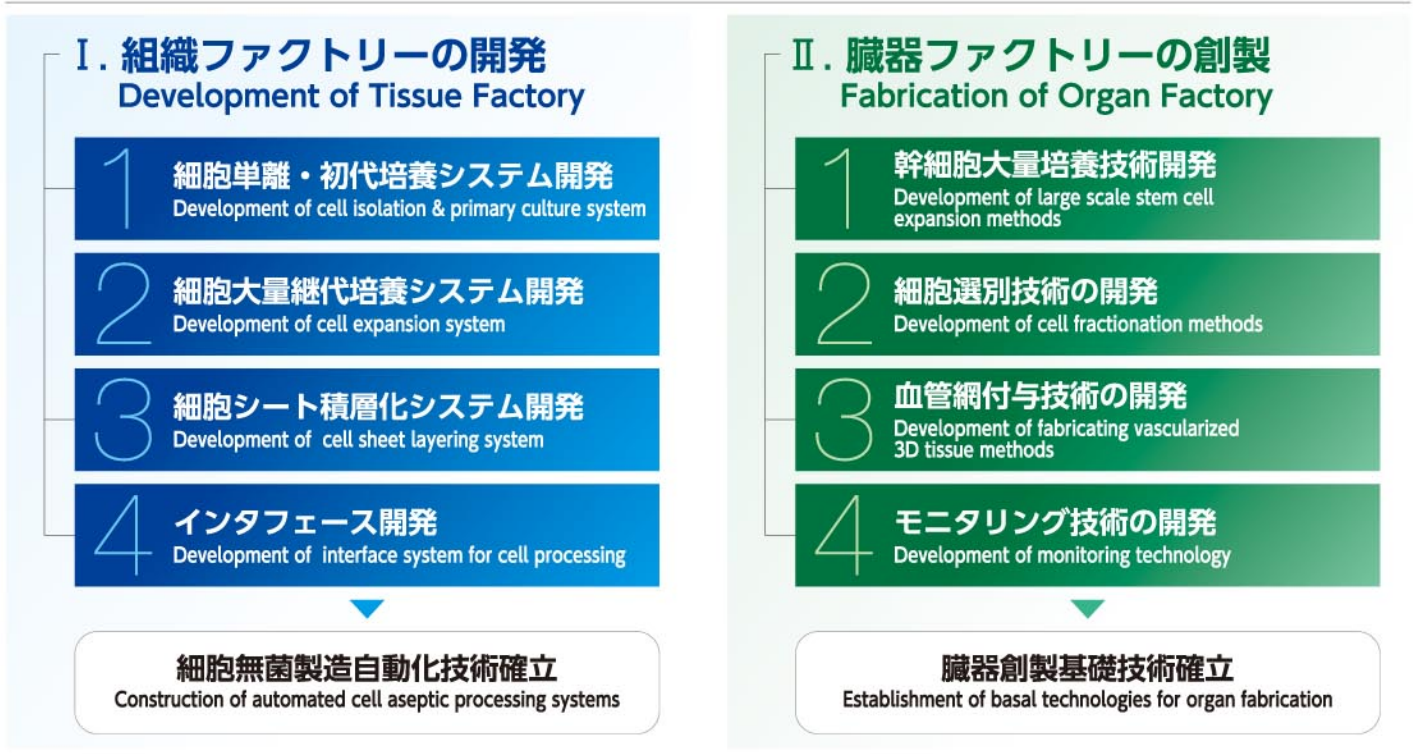 Ⅰ. 組織ファクトリーの開発
Development of Tissue Factory
1
細胞単離・初代培養システム開発
Development of cell isolation & primary culture system
2
細胞大量継代培養システム開発
Development of cell expansion system
3
細胞シート積層化システム開発
Development of cell sheet layering system
4
インタフェース開発
Development of interface system for cell processing
細胞無菌製造自動化技術確立
Construction of automated cell aseptic processing systems
Ⅱ. 臓器ファクトリーの創製
Fabrication of Organ Factory
1
幹細胞大量培養技術開発
Development of large scale stem cell
expansion methods
2
細胞選別技術の開発
Development of cell fractionation methods
3
血管網付与技術の開発
Development of fabricating vascularized
3D tissue methods
4
モニタリング技術の開発
Development of monitoring technology
臓器創製基礎技術確立
Establishment of basal technologies for organ fabrication